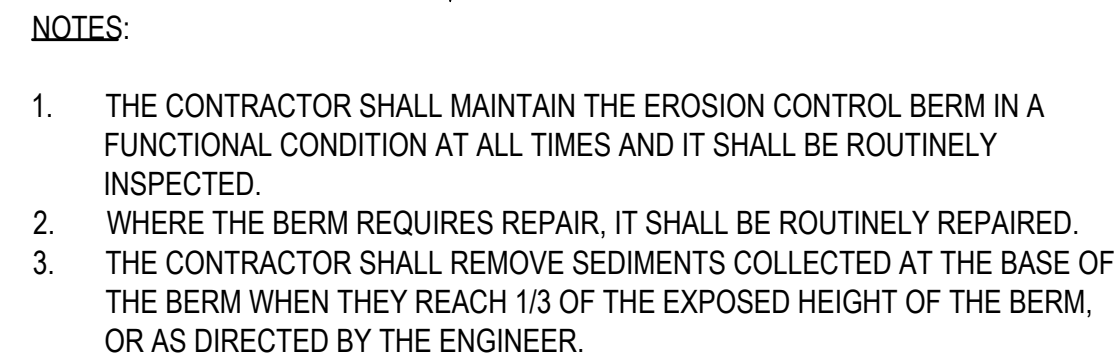 NOTES:
1. THE CONTRACTOR SHALL MAINTAIN THE EROSION CONTROL BERM IN A
FUNCTIONAL CONDITION AT ALL TIMES AND IT SHALL BE ROUTINELY
INSPECTED.
2. WHERE THE BERM REQUIRES REPAIR, IT SHALL BE ROUTINELY REPAIRED.
3. THE CONTRACTOR SHALL REMOVE SEDIMENTS COLLECTED AT THE BASE OF
THE BERM WHEN THEY REACH 1/3 OF THE EXPOSED HEIGHT OF THE BERM,
OR AS DIRECTED BY THE ENGINEER.